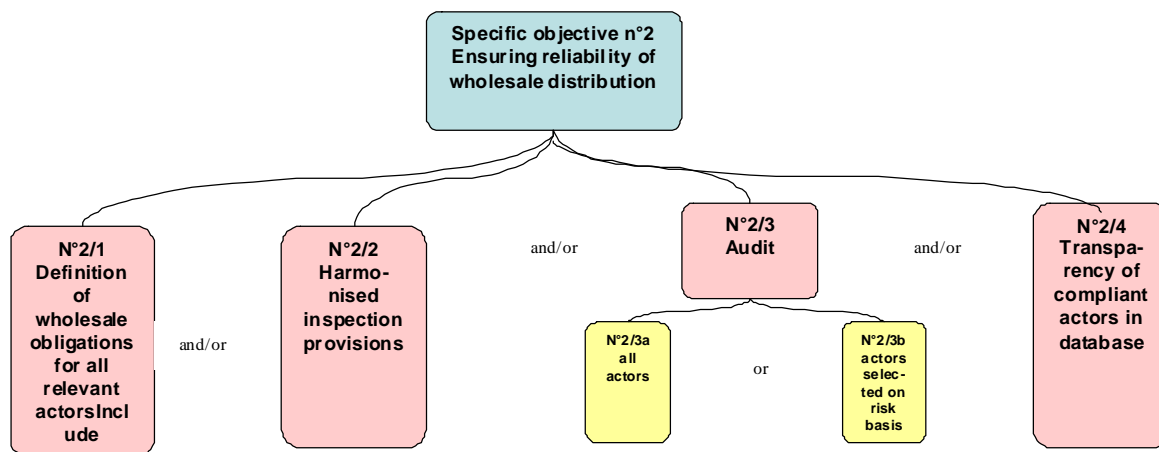 Specific objective n°2
Ensuring reliability of
wholesale distribution
N°2/1
Definition
of
wholesale
obligations
for all
relevant
actorsIncl
ude
and/or
N°2/2
Harmo-
nised
inspection
provisions
and/or
N°2/3
Audit
and/or
N°2/4
Transpa-
rency of
compliant
actors in
database
N°2/3a
all
actors
or
N°2/3b
actors
selec-
ted on
risk
basis